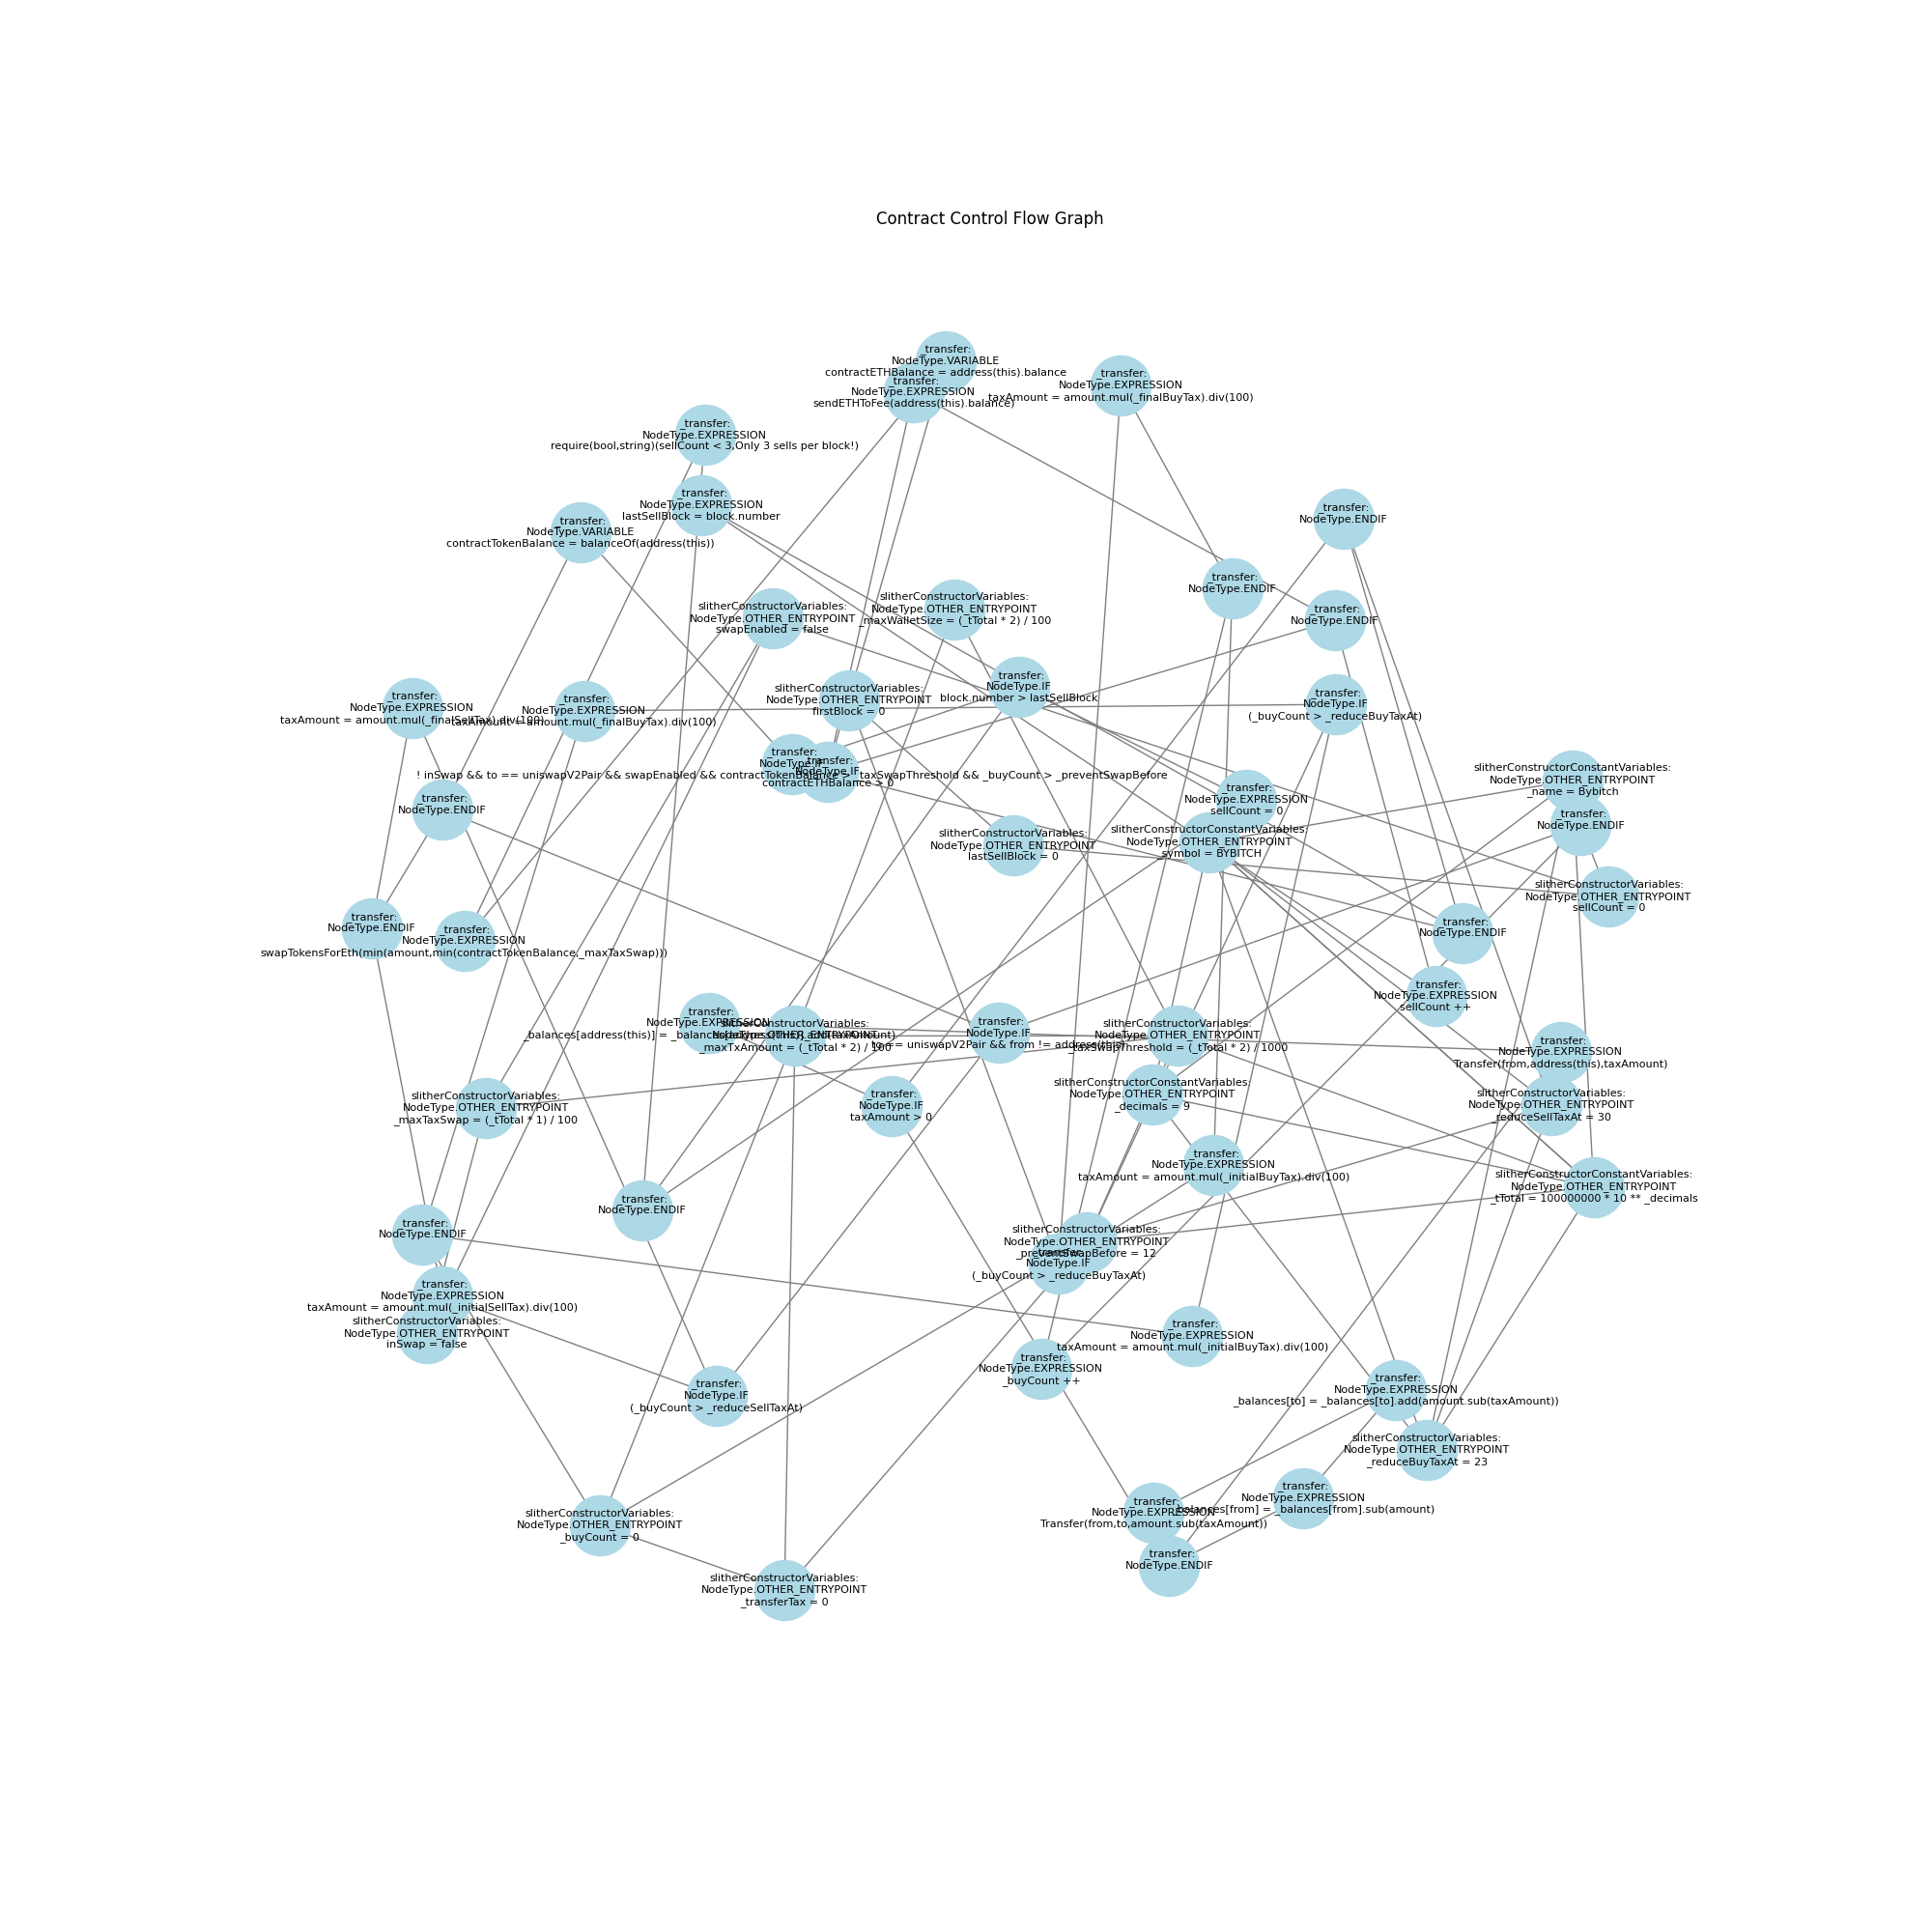 Contract Control Flow Graph
_transfer:
NodeType.VARIABLE
contractETHBalance = address(this).balance
_transfer:
NodeType.EXPRESSION
sendETHToFee(address(this).balance)
_transfer:
NodeType.EXPRESSION
taxAmount = amount.mul(_finalBuyTax).div(100)
_transfer:
NodeType.EXPRESSION
require(bool,string)(sellCount < 3,Only 3 sells per block!)
_transfer:
NodeType.EXPRESSION
lastSellBlock = block.number
_transfer:
NodeType.VARIABLE
contractTokenBalance = balanceOf(address(this))
_transfer:
NodeType.ENDIF
_transfer:
NodeType.ENDIF
slitherConstructorVariables:
NodeType.OTHER_ENTRYPOINT
swapEnabled = false
slitherConstructorVariables:
NodeType.OTHER_ENTRYPOINT
_maxWalletSize = (_tTotal * 2) / 100
_transfer:
NodeType.ENDIF
_transfer:
NodeType.EXPRESSION
taxAmount = amount.mul(_finalSellTax).div(100)
_transfer:
NodeType.EXPRESSION
taxAmount = amount.mul(_finalBuyTax).div(100)
slitherConstructorVariables:
NodeType.OTHER_ENTRYPOINT
firstBlock = 0
_transfer:
NodeType.IF
block.number > lastSellBlock
_transfer:
NodeType.IF
(_buyCount > _reduceBuyTaxAt)
_transfer:
NodeType.IF
! inSwap && to == uniswapV2Pair && swapEnabled && contractTokenBalance > _taxSwapThreshold && _buyCount > _preventSwapBefore
_transfer:
NodeType.IF
contractETHBalance > 0
slitherConstructorConstantVariables:
NodeType.OTHER_ENTRYPOINT
_name = Bybitch
_transfer:
NodeType.ENDIF
_transfer:
NodeType.EXPRESSION
sellCount = 0
_transfer:
NodeType.ENDIF
slitherConstructorConstantVariables:
NodeType.OTHER_ENTRYPOINT
_symbol = BYBITCH
slitherConstructorVariables:
NodeType.OTHER_ENTRYPOINT
lastSellBlock = 0
slitherConstructorVariables:
NodeType.OTHER_ENTRYPOINT
sellCount = 0
_transfer:
NodeType.ENDIF
_transfer:
NodeType.EXPRESSION
swapTokensForEth(min(amount,min(contractTokenBalance,_maxTaxSwap)))
_transfer:
NodeType.ENDIF
_transfer:
NodeType.EXPRESSION
sellCount ++
_transfer:
NodeType.EXPRESSION
_balances[address(this)] = _balances[address(this)].add(taxAmount)
slitherConstructorVariables:
NodeType.OTHER_ENTRYPOINT
_maxTxAmount = (_tTotal * 2) / 100
_transfer:
NodeType.IF
to == uniswapV2Pair && from != address(this)
slitherConstructorVariables:
NodeType.OTHER_ENTRYPOINT
_taxSwapThreshold = (_tTotal * 2) / 1000
_transfer:
NodeType.EXPRESSION
Transfer(from,address(this),taxAmount)
slitherConstructorVariables:
NodeType.OTHER_ENTRYPOINT
_maxTaxSwap = (_tTotal * 1) / 100
_transfer:
NodeType.IF
taxAmount > 0
slitherConstructorConstantVariables:
NodeType.OTHER_ENTRYPOINT
_decimals = 9
slitherConstructorVariables:
NodeType.OTHER_ENTRYPOINT
_reduceSellTaxAt = 30
_transfer:
NodeType.EXPRESSION
taxAmount = amount.mul(_initialBuyTax).div(100)
slitherConstructorConstantVariables:
NodeType.OTHER_ENTRYPOINT
_tTotal = 100000000 * 10 ** _decimals
_transfer:
NodeType.ENDIF
_transfer:
NodeType.ENDIF
slitherConstructorVariables:
NodeType.OTHER_ENTRYPOINT
_preventSwapBefore = 12
_transfer:
NodeType.IF
(_buyCount > _reduceBuyTaxAt)
_transfer:
NodeType.EXPRESSION
taxAmount = amount.mul(_initialSellTax).div(100)
slitherConstructorVariables:
NodeType.OTHER_ENTRYPOINT
inSwap = false
_transfer:
NodeType.EXPRESSION
taxAmount = amount.mul(_initialBuyTax).div(100)
_transfer:
NodeType.EXPRESSION
_buyCount ++
_transfer:
NodeType.IF
(_buyCount > _reduceSellTaxAt)
_transfer:
NodeType.EXPRESSION
_balances[to] = _balances[to].add(amount.sub(taxAmount))
slitherConstructorVariables:
NodeType.OTHER_ENTRYPOINT
_reduceBuyTaxAt = 23
_transfer:
NodeType.EXPRESSION
_balances[from] = _balances[from].sub(amount)
_transfer:
NodeType.EXPRESSION
Transfer(from,to,amount.sub(taxAmount))
slitherConstructorVariables:
NodeType.OTHER_ENTRYPOINT
_buyCount = 0
_transfer:
NodeType.ENDIF
slitherConstructorVariables:
NodeType.OTHER_ENTRYPOINT
_transferTax = 0